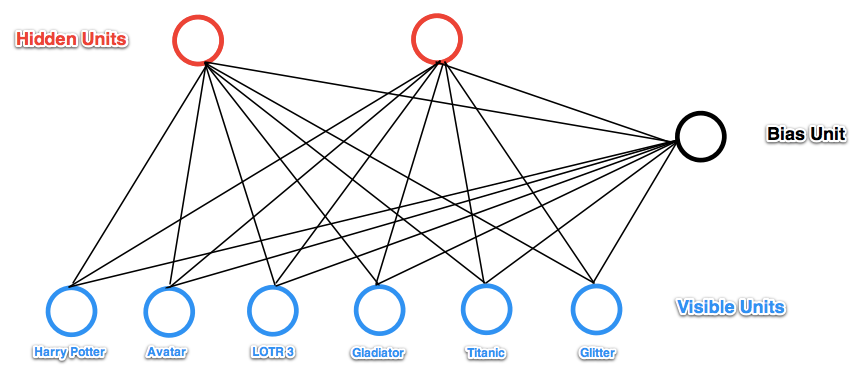 Hidden Units
Bias Unit
Visible Units
Harry Potter
Avatar
LOTR 3
Gladiator
Titanic
Glitter